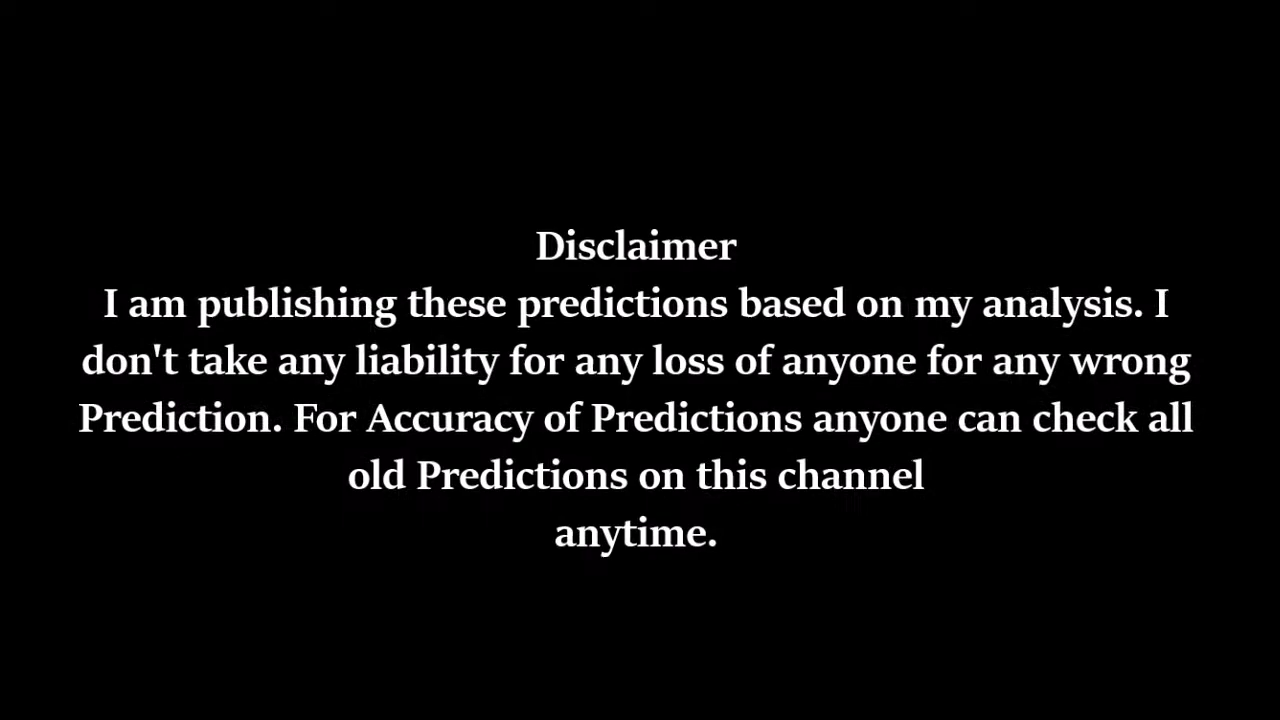 Disclaimer
I am publishing these predictions based on my analysis. I
don't take any liability for any loss of anyone for any wrong
Prediction. For Accuracy of Predictions anyone can check all
old Predictions on this channel
anytime.